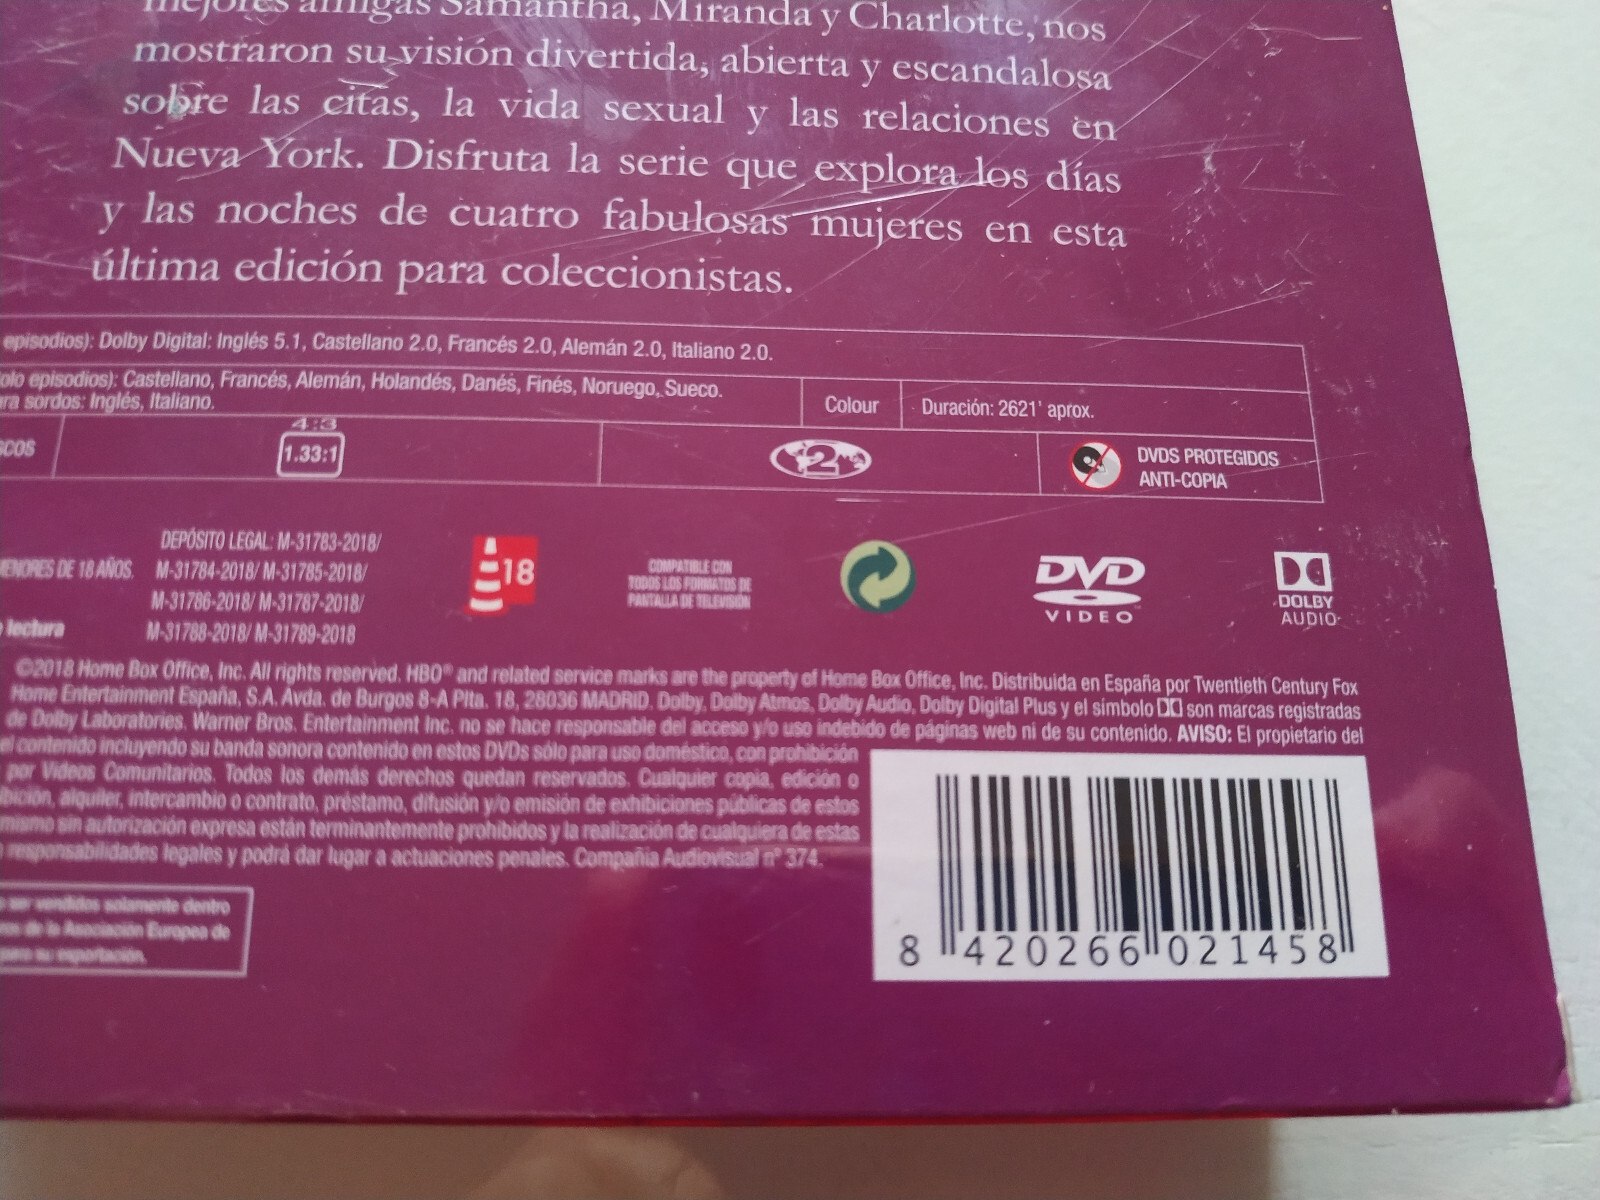 mejores amigas Samantha, Miranda y Charlotte, nos
mostraron su visión divertida, abierta y escandalosa
sobre las citas, la vida sexual y las relaciones en
Nueva York. Disfruta la serie que explora los días
y las noches de cuatro fabulosas mujeres en esta
última edición para coleccionistas.
episodios): Dolby Digital: Inglés 5.1, Castellano 2.0, Francés 2.0, Alemán 2.0, Italiano 2.0.
olo episodios): Castellano, Francés, Alemán, Holandés, Danés, Finés, Noruego, Sueco.
ra sordos: Inglés, Italiano.
Colour
Duración: 2621' aprox.
SCOS
4:3
1.33:1
2
DVDS PROTEGIDOS
ANTI-COPIA
MENORES DE 18 AÑOS.
lectura
DEPÓSITO LEGAL: M-31783-2018/
M-31784-2018/ M-31785-2018/
M-31786-2018/ M-31787-2018/
M-31788-2018/ M-31789-2018
18
COMPATIBLE CON
TODOS LOS FORMATOS DE
PANTALLA DE TELEVISIÓN
DVD
VIDEO
DOLBY
AUDIO
©2018 Home Box Office, Inc. All rights reserved. HBO® and related service marks are the property of Home Box Office, Inc. Distribuida en España por Twentieth Century Fox
Home Entertainment España, S.A. Avda. de Burgos 8-A Plta. 18, 28036 MADRID. Dolby, Dolby Atmos, Dolby Audio, Dolby Digital Plus y el símbolo son marcas registradas
de Dolby Laboratories. Warner Bros. Entertainment Inc. no se hace responsable del acceso y/o uso indebido de páginas web ni de su contenido. AVISO: El propietario del
el contenido incluyendo su banda sonora contenido en estos DVDs sólo para uso doméstico, con prohibición
por Videos Comunitarios. Todos los demás derechos quedan reservados. Cualquier copia, edición o
ibición, alquiler, intercambio o contrato, préstamo, difusión y/o emisión de exhibiciones públicas de estos
mismo sin autorización expresa están terminantemente prohibidos y la realización de cualquiera de estas
responsabilidades legales y podrá dar lugar a actuaciones penales. Compañía Audiovisual nº 374.
ser vendidos solamente dentro
ros de la Asociación Europea de
para su exportación.
8 420266 021458